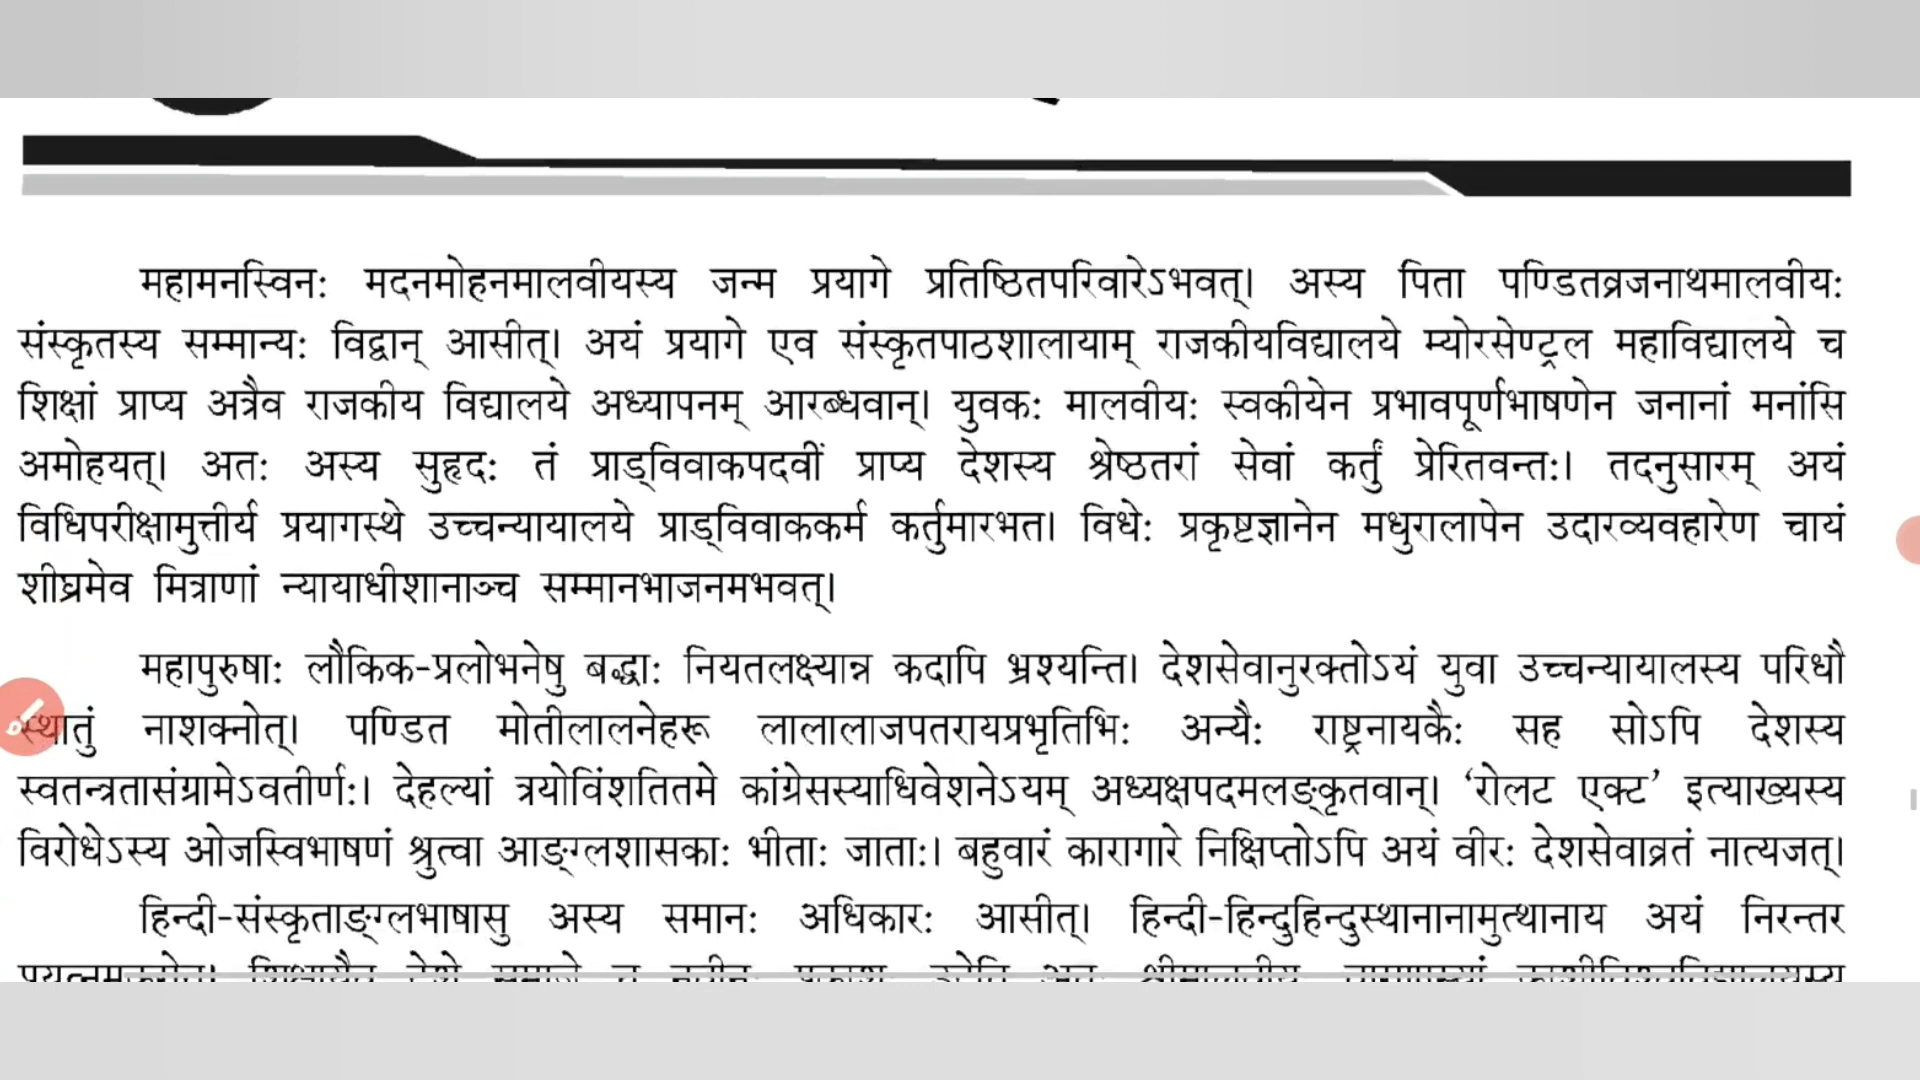 महामनस्विनः मदनमोहनमालवीयस्य जन्म प्रयागे प्रतिष्ठितपरिवारेऽभवत्। अस्य पिता पण्डितव्रजनाथमालवीयः
संस्कृतस्य सम्मान्यः विद्वान् आसीत्। अयं प्रयागे एव संस्कृतपाठशालायाम् राजकीयविद्यालये म्योरसेण्ट्रल महाविद्यालये च
शिक्षां प्राप्य अत्रैव राजकीय विद्यालये अध्यापनम् आरब्धवान्। युवकः मालवीयः स्वकीयेन प्रभावपूर्णभाषणेन जनानां मनांसि
अमोहयत्। अतः अस्य सुहृदः तं प्राड्विवाकपदवीं प्राप्य देशस्य श्रेष्ठतरां सेवां कर्तुं प्रेरितवन्तः। तदनुसारम् अयं
विधिपरीक्षामुत्तीर्य प्रयागस्थे उच्चन्यायालये प्राड्विवाककर्म कर्तुमारभत। विधेः प्रकृष्टज्ञानेन मधुरालापेन उदारव्यवहारेण चायं
शीघ्रमेव मित्राणां न्यायाधीशानाञ्च सम्मानभाजनमभवत्।
महापुरुषाः लौकिक-प्रलोभनेषु बद्धाः नियतलक्ष्यान्न कदापि भ्रश्यन्ति। देशसेवानुरक्तोऽयं युवा उच्चन्यायालस्य परिधौ
स्थातुं नाशक्नोत्। पण्डित मोतीलालनेहरू लालालाजपतरायप्रभृतिभिः अन्यैः राष्ट्रनायकैः सह सोऽपि देशस्य
स्वतन्त्रतासंग्रामेऽवतीर्णः। देहल्यां त्रयोविंशतितमे कांग्रेसस्याधिवेशनेऽयम् अध्यक्षपदमलङ्कृतवान्। ‘रोलट एक्ट’ इत्याख्यस्य
विरोधेऽस्य ओजस्विभाषणं श्रुत्वा आङ्ग्लशासकाः भीताः जाताः। बहुवारं कारागारे निक्षिप्तोऽपि अयं वीरः देशसेवाव्रतं नात्यजत्।
हिन्दी-संस्कृताङ्ग्लभाषासु अस्य समानः अधिकारः आसीत्। हिन्दी-हिन्दुहिन्दुस्थानानामुत्थानाय अयं निरन्तर